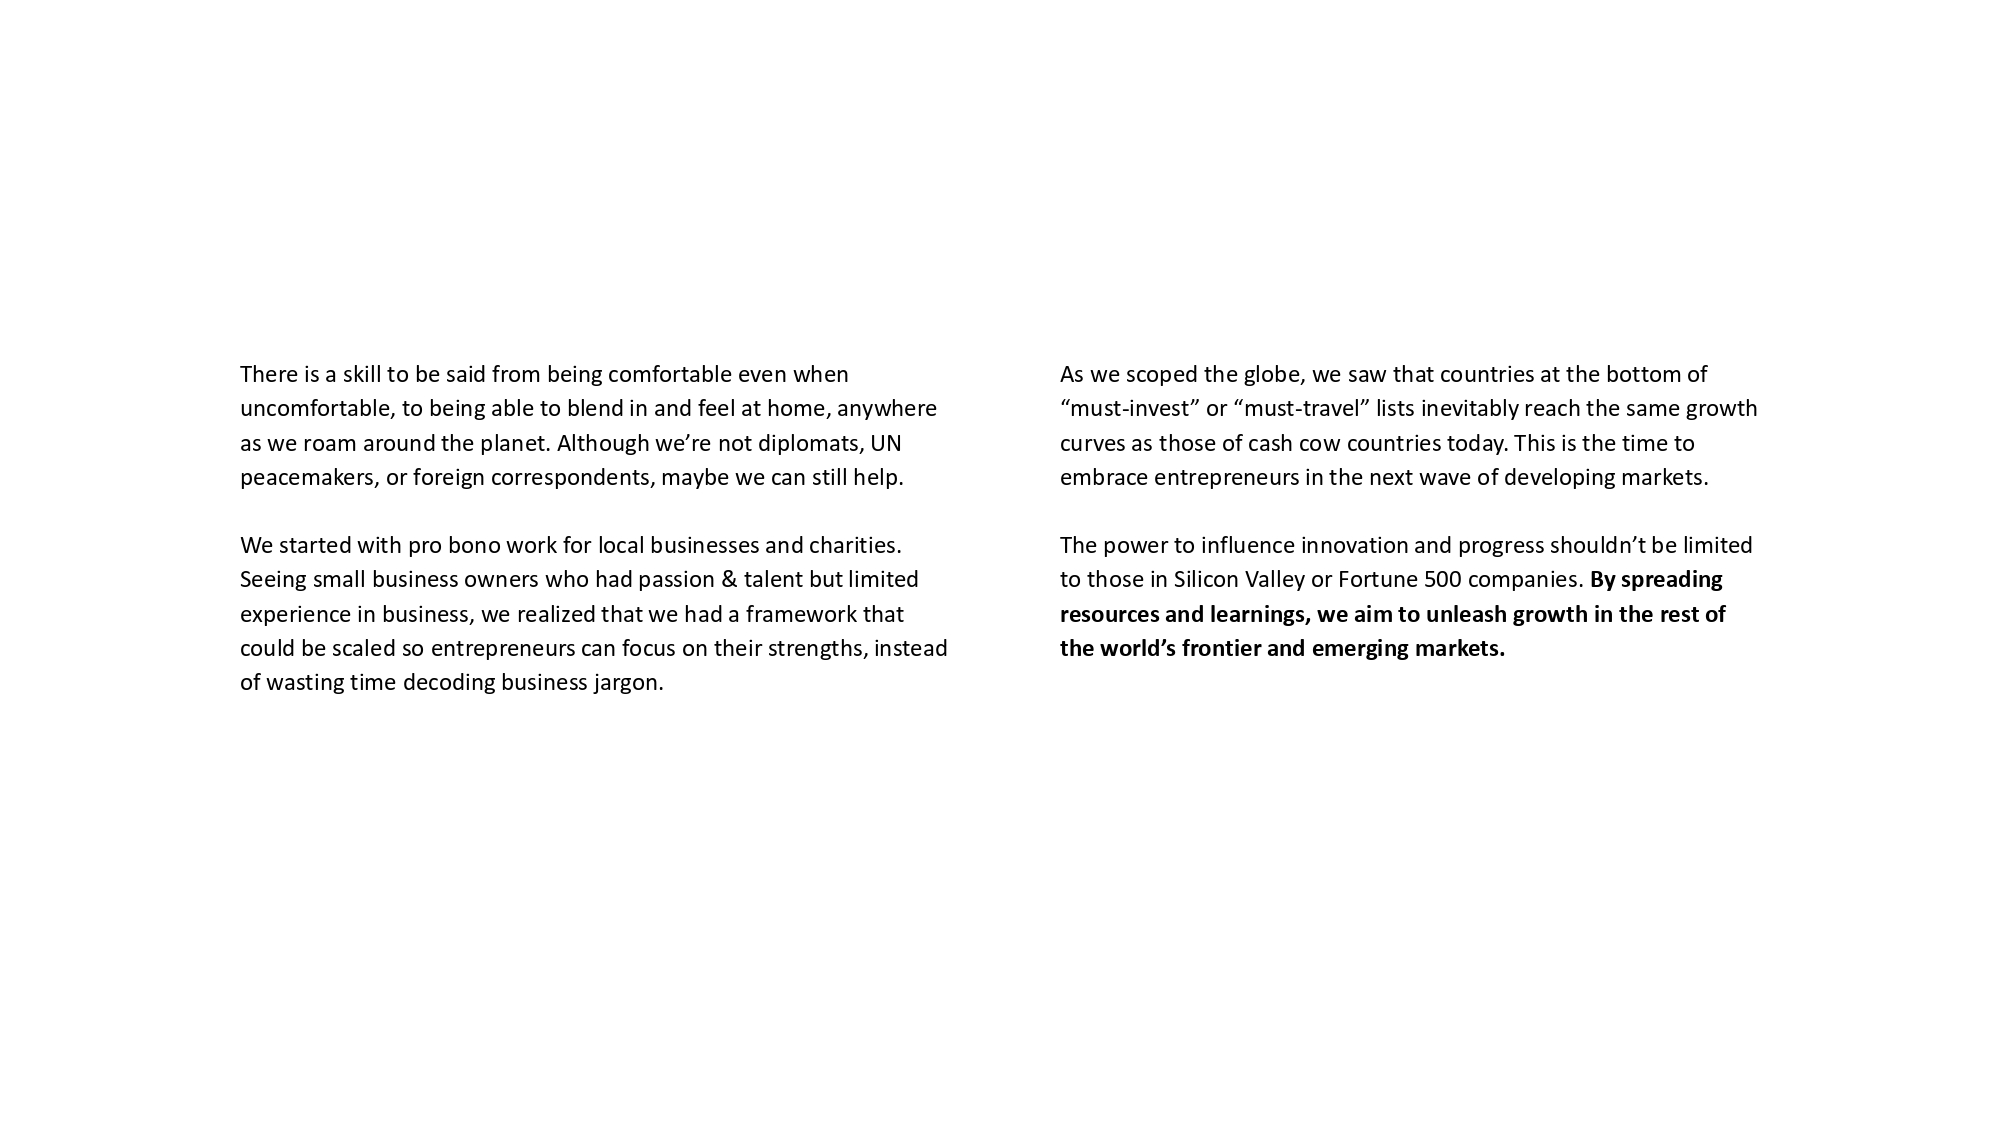 There is a skill to be said from being comfortable even when
uncomfortable, to being able to blend in and feel at home, anywhere
as we roam around the planet. Although we’re not diplomats, UN
peacemakers, or foreign correspondents, maybe we can still help.
We started with pro bono work for local businesses and charities.
Seeing small business owners who had passion & talent but limited
experience in business, we realized that we had a framework that
could be scaled so entrepreneurs can focus on their strengths, instead
of wasting time decoding business jargon.
As we scoped the globe, we saw that countries at the bottom of
“must-invest” or “must-travel” lists inevitably reach the same growth
curves as those of cash cow countries today. This is the time to
embrace entrepreneurs in the next wave of developing markets.
The power to influence innovation and progress shouldn’t be limited
to those in Silicon Valley or Fortune 500 companies. By spreading
resources and learnings, we aim to unleash growth in the rest of
the world’s frontier and emerging markets.